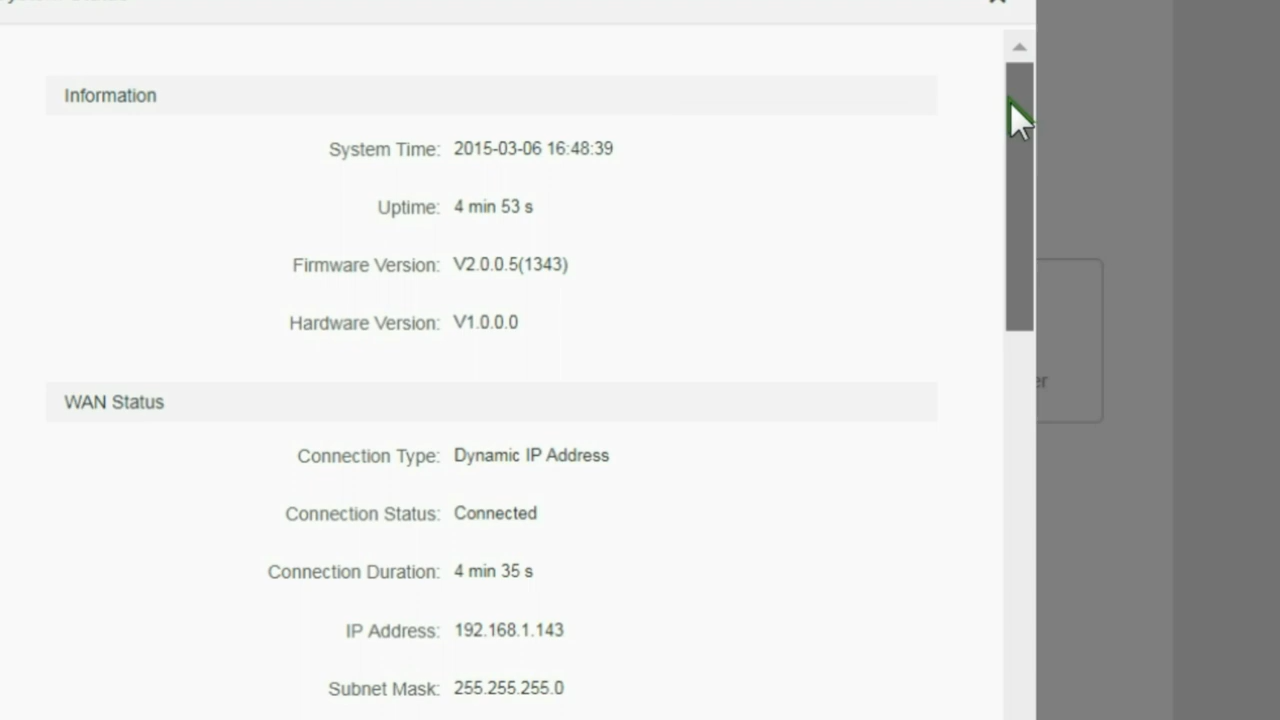 Information
System Time: 2015-03-06 16:48:39
Uptime: 4 min 53 s
Firmware Version: V2.0.0.5(1343)
Hardware Version: V1.0.0.0
WAN Status
Connection Type: Dynamic IP Address
Connection Status: Connected
Connection Duration: 4 min 35 s
IP Address: 192.168.1.143
Subnet Mask: 255.255.255.0